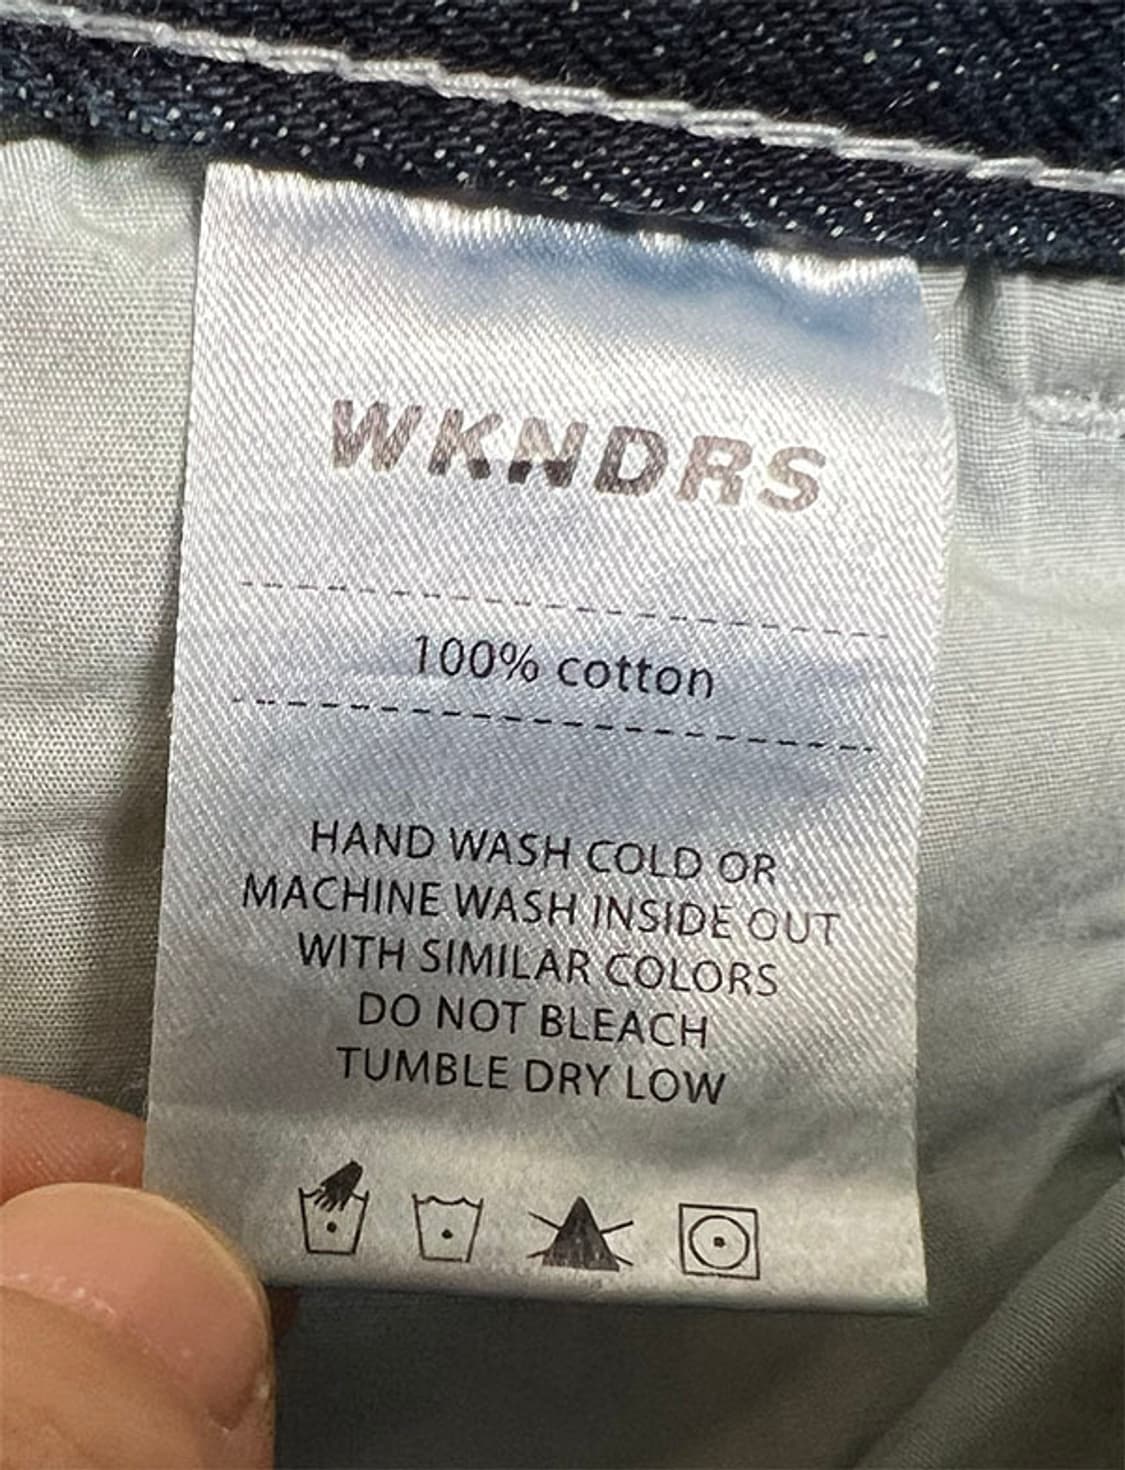 WKNDRS
100% cotton
HAND WASH COLD OR
MACHINE WASH INSIDE OUT
WITH SIMILAR COLORS
DO NOT BLEACH
TUMBLE DRY LOW